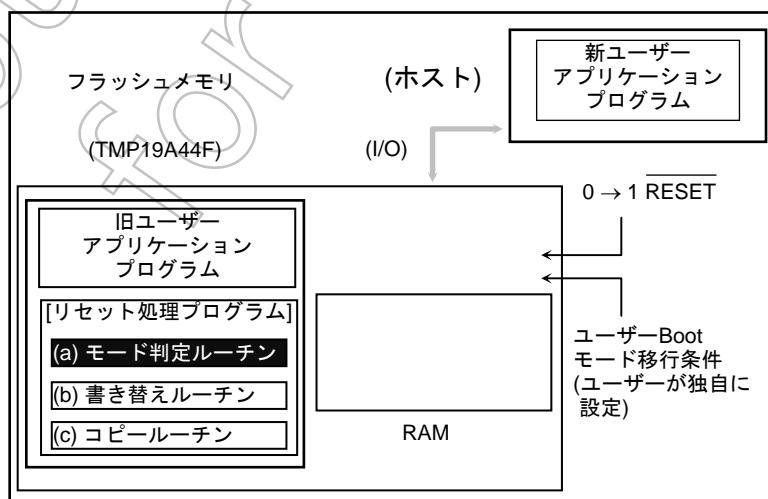 新ユーザー
アプリケーション
プログラム
(ホスト)
フラッシュメモリ
(TMP19A44F)
(I/O)
0 → 1 RESET
旧ユーザー
アプリケーション
プログラム
[リセット処理プログラム]
(a) モード判定ルーチン
(b) 書き替えルーチン
(c) コピールーチン
RAM
ユーザーBoot
モード移行条件
(ユーザーが独自に
設定)
for